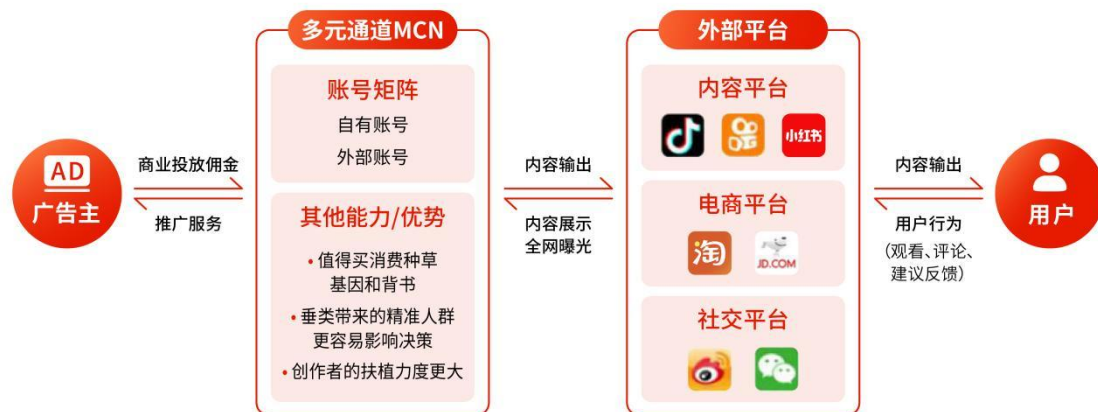 AD
广告主
商业投放佣金
推广服务
多元通道MCN
账号矩阵
自有账号
外部账号
其他能力/优势
• 值得买消费种草
基因和背书
• 垂类带来的精准人群
更容易影响决策
• 创作者的扶植力度更大
内容输出
内容展示
全网曝光
外部平台
内容平台
小红书
电商平台
淘
JD.COM
社交平台
内容输出
用户行为
(观看、评论、
建议反馈)
用户